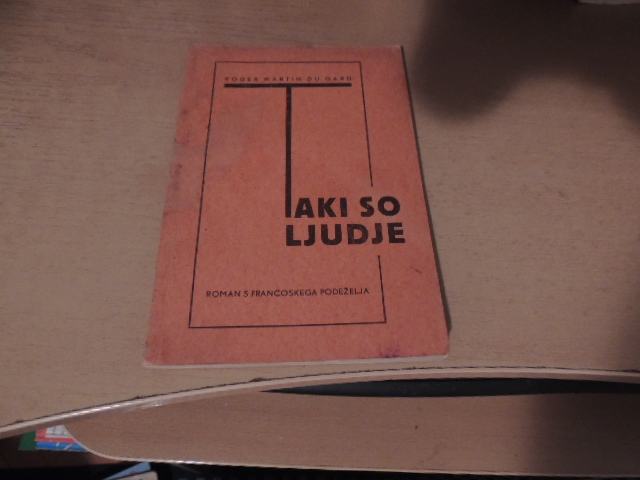 ROGER MARTIN DU GARD
TAKI SO
LJUDJE
ROMAN S FRANCOSKEGA PODEŽELJA